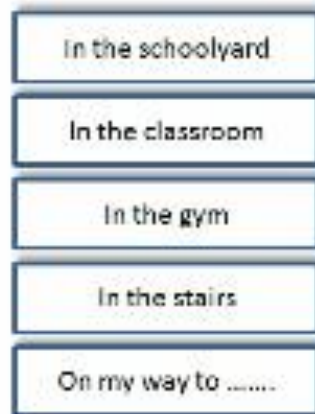 In the schoolyard
In the classroom
In the gym
In the stairs
On my way to .......